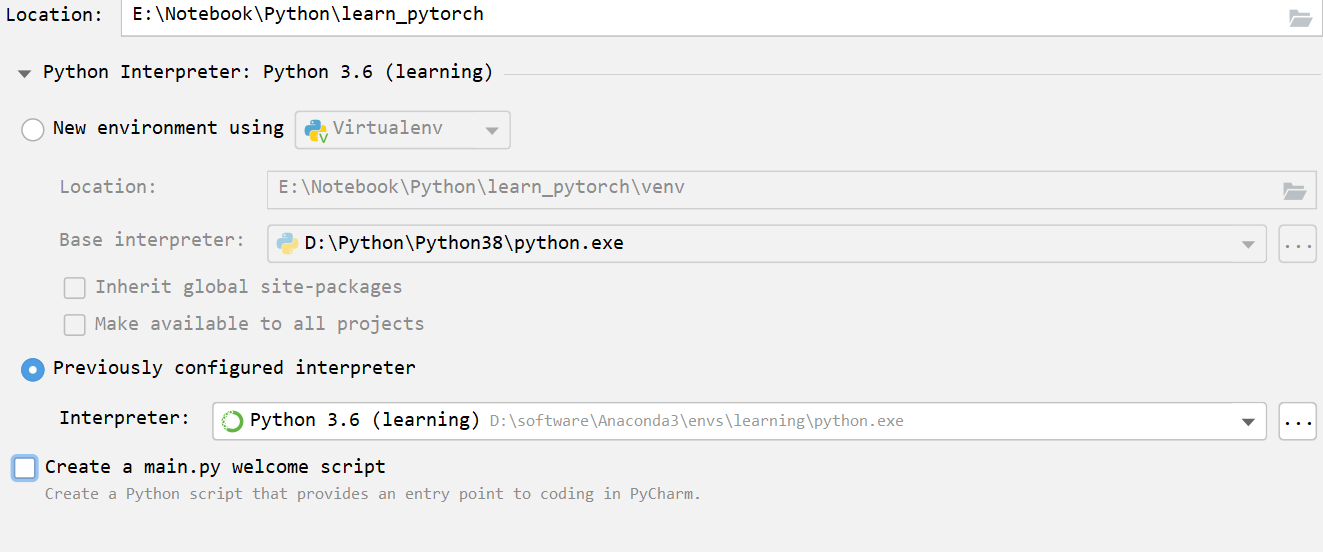 Location: E:\Notebook\Python\learn_pytorch
Python Interpreter: Python 3.6 (learning)
New environment using Virtualenv
Location: E:\Notebook\Python\learn_pytorch\venv
Base interpreter: D:\Python\Python38\python.exe ...
Inherit global site-packages
Make available to all projects
Previously configured interpreter
Interpreter: Python 3.6 (learning) D:\software\Anaconda3\envs\learning\python.exe ...
Create a main.py welcome script
Create a Python script that provides an entry point to coding in PyCharm.